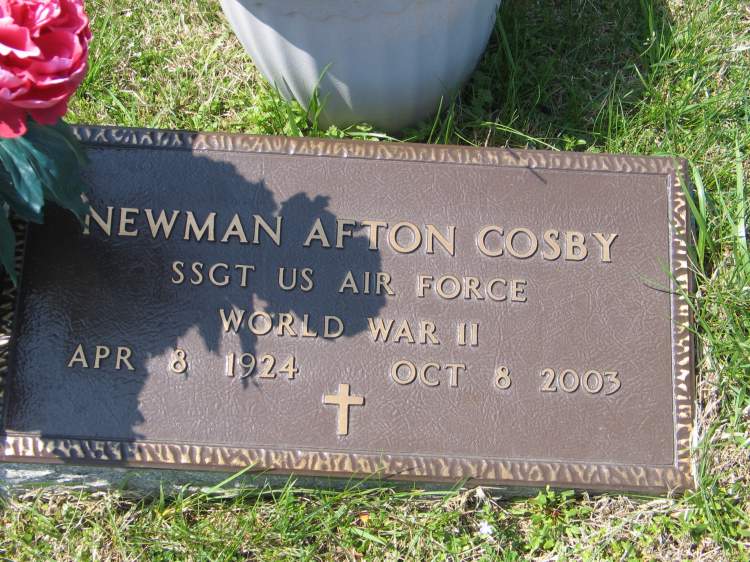 NEWMAN AFTON COSBY
SSGT US AIR FORCE
WORLD WAR II
APR 8 1924 OCT 8 2003